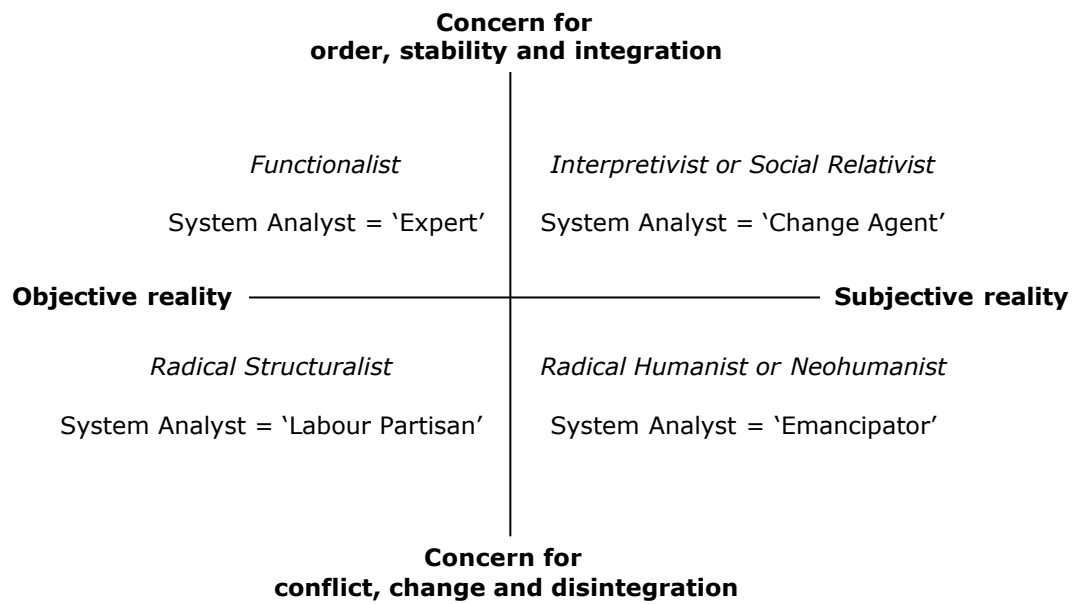 Concern for
order, stability and integration
Functionalist
Interpretivist or Social Relativist
System Analyst = ‘Expert’
System Analyst = ‘Change Agent’
Objective reality
Subjective reality
Radical Structuralist
Radical Humanist or Neohumanist
System Analyst = ‘Labour Partisan’
System Analyst = ‘Emancipator’
Concern for
conflict, change and disintegration